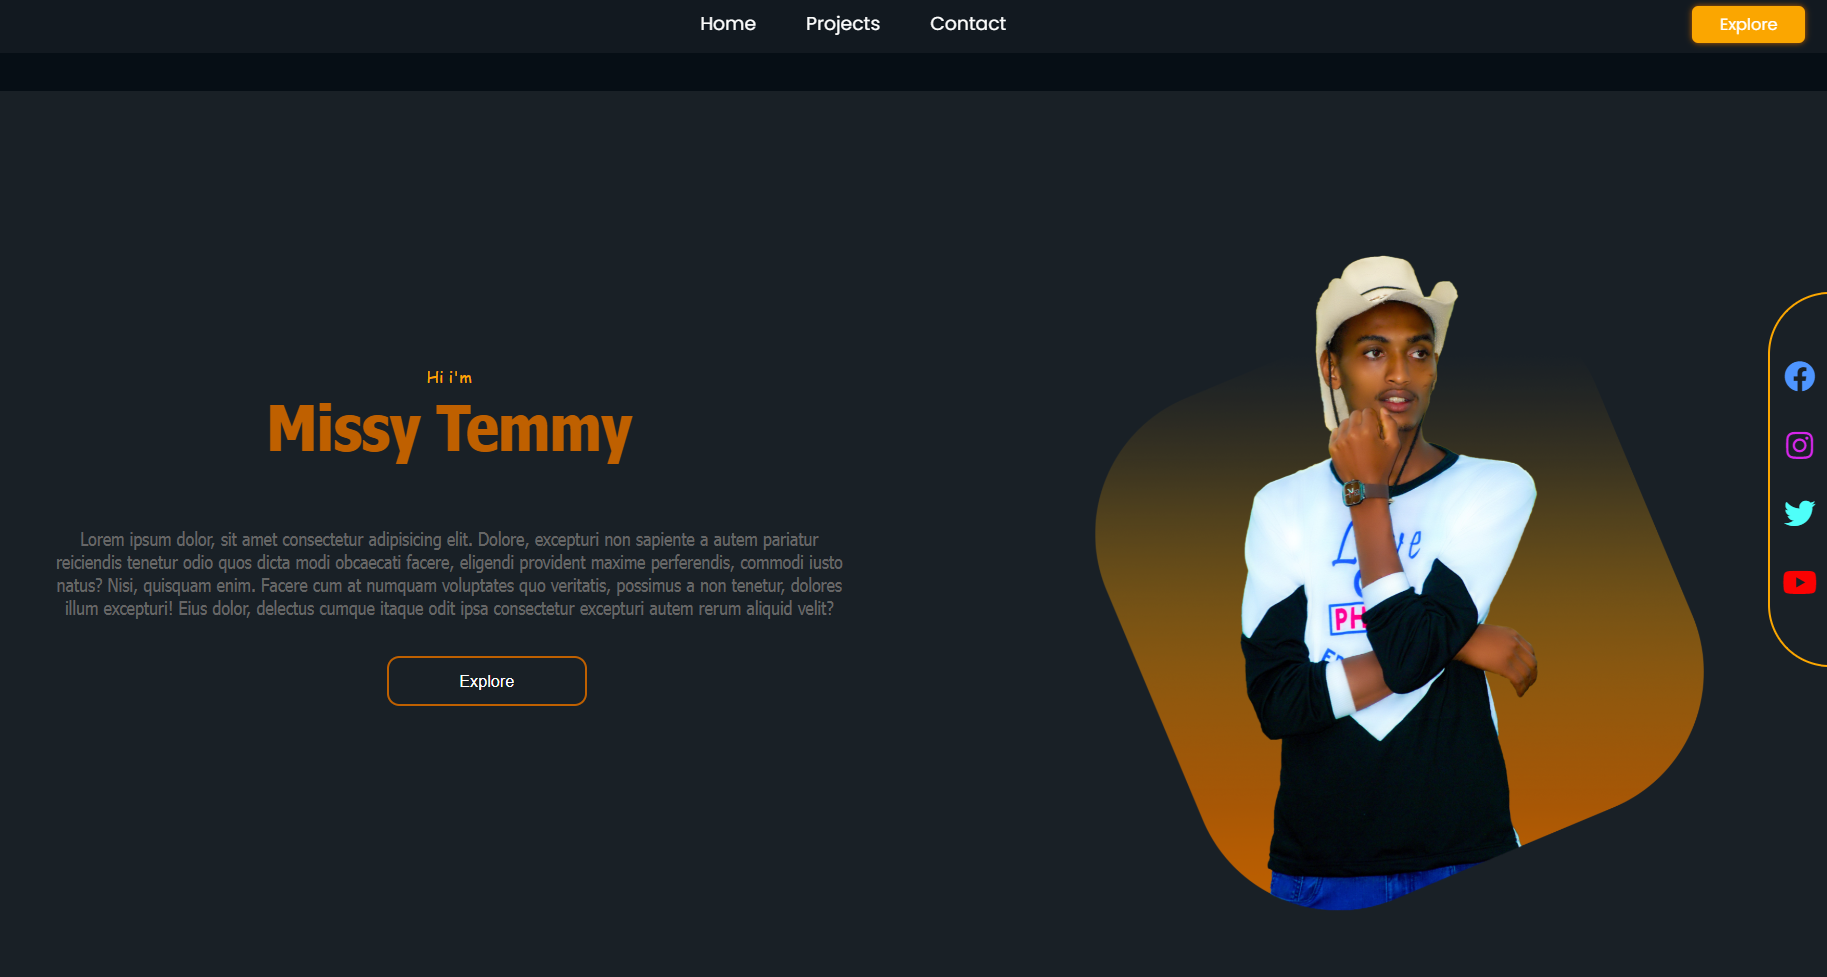 Home Projects Contact Explore
Hi i'm
Missy Temmy
Lorem ipsum dolor, sit amet consectetur adipisicing elit. Dolore, excepturi non sapiente a autem pariatur
reiciendis tenetur odio quos dicta modi obcaecati facere, eligendi provident maxime perferendis, commodi iusto
natus? Nisi, quisquam enim. Facere cum at numquam voluptates quo veritatis, possimus a non tenetur, dolores
illum excepturi! Eius dolor, delectus cumque itaque odit ipsa consectetur excepturi autem rerum aliquid velit?
Explore
PH